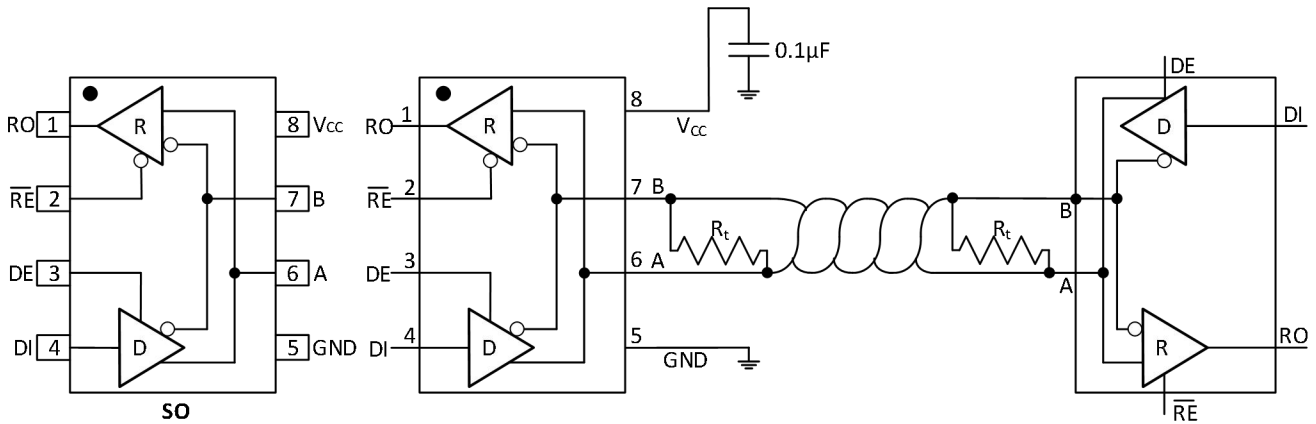 RO 1 R 8 VCC
RE 2 7 B
DE 3 6 A
DI 4 D 5 GND
SO
0.1µF
RO 1 R 8 VCC
RE 2 7 B
Rt
DE 3 6 A
DI 4 D 5 GND
Rt
DE
D DI
B
A
R RO
RE